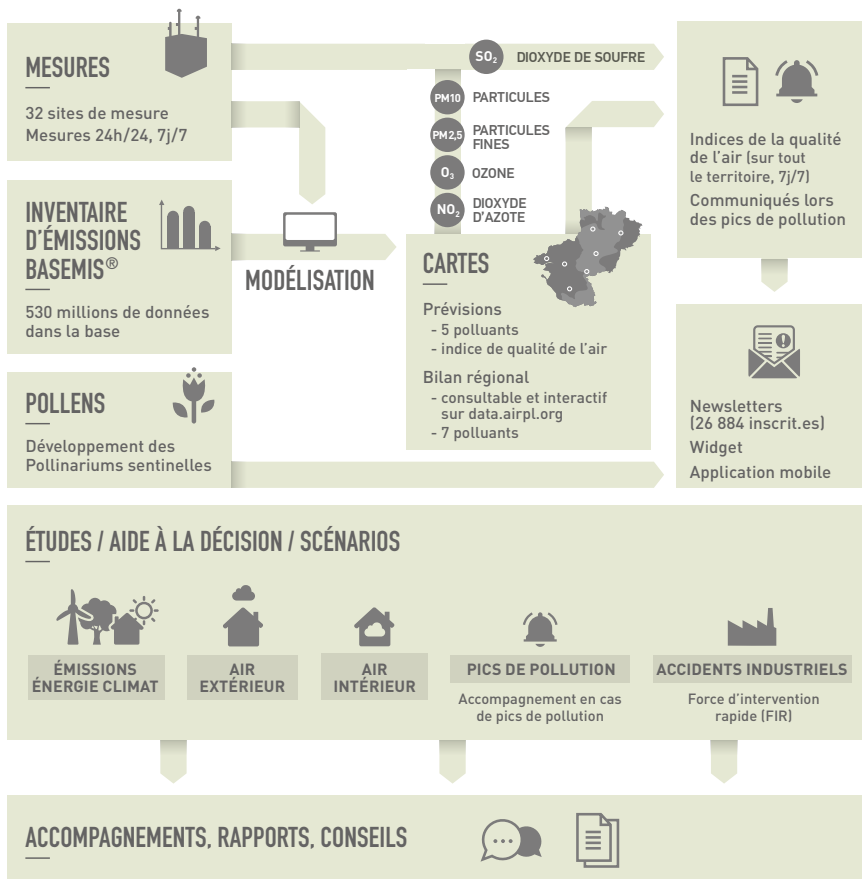 MESURES
32 sites de mesure
Mesures 24h/24, 7j/7
INVENTAIRE
D'ÉMISSIONS
BASEMIS®
530 millions de données
dans la base
POLLENS
Développement des
Pollinariums sentinelles
MODÉLISATION
SO₂ DIOXYDE DE SOUFRE
PM10 PARTICULES
PM2,5 PARTICULES
FINES
O₃ OZONE
NO₂ DIOXYDE
D'AZOTE
CARTES
Prévisions
- 5 polluants
- indice de qualité de l'air
Bilan régional
- consultable et interactif
sur data.airpl.org
- 7 polluants
Indices de la qualité
de l'air (sur tout
le territoire, 7j/7)
Communiqués lors
des pics de pollution
Newsletters
(26 884 inscrit.es)
Widget
Application mobile
ÉTUDES / AIDE À LA DÉCISION / SCÉNARIOS
ÉMISSIONS
ÉNERGIE CLIMAT
AIR
EXTÉRIEUR
AIR
INTÉRIEUR
PICS DE POLLUTION
Accompagnement en cas
de pics de pollution
ACCIDENTS INDUSTRIELS
Force d'intervention
rapide (FIR)
ACCOMPAGNEMENTS, RAPPORTS, CONSEILS